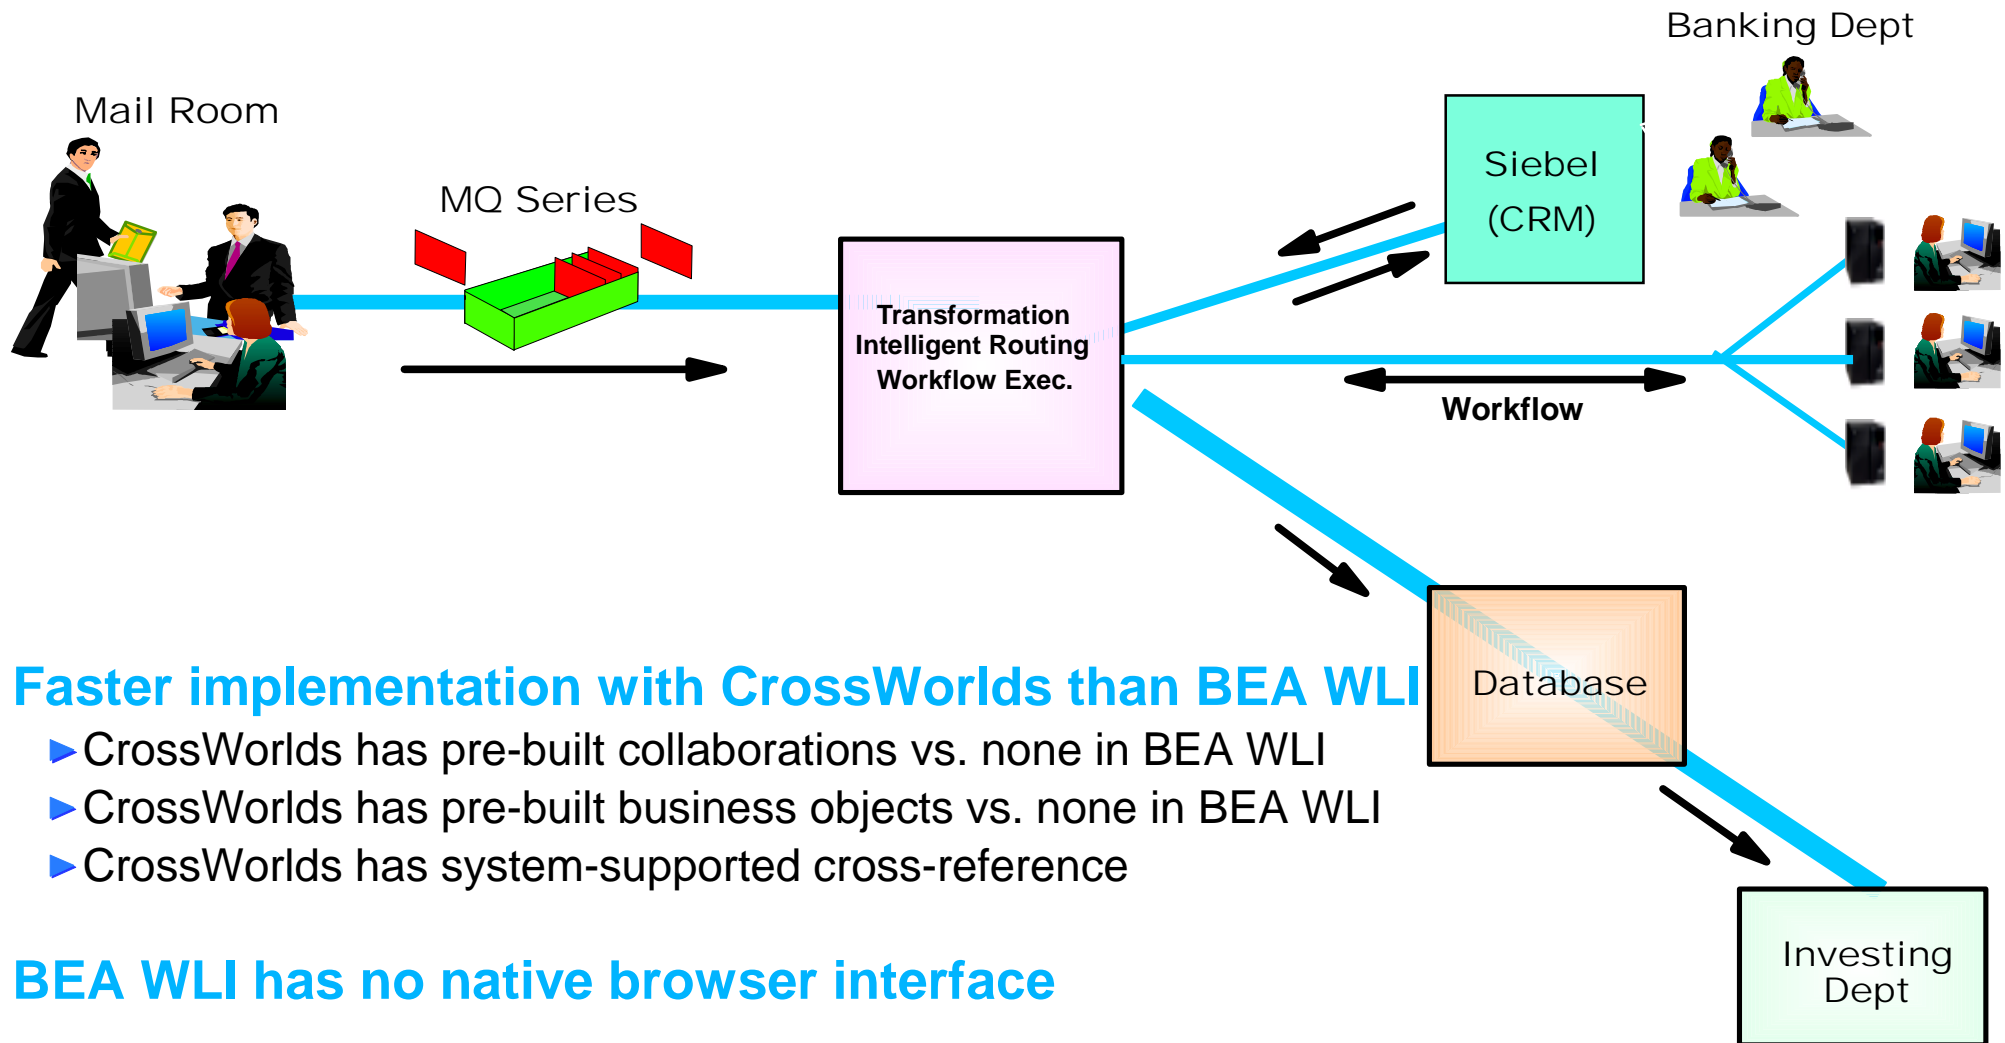 Banking Dept
Mail Room
MQ Series
Siebel
(CRM)
Transformation
Intelligent Routing
Workflow Exec.
Workflow
Database
Faster implementation with CrossWorlds than BEA WLI
CrossWorlds has pre-built collaborations vs. none in BEA WLI
CrossWorlds has pre-built business objects vs. none in BEA WLI
CrossWorlds has system-supported cross-reference
BEA WLI has no native browser interface
Investing
Dept